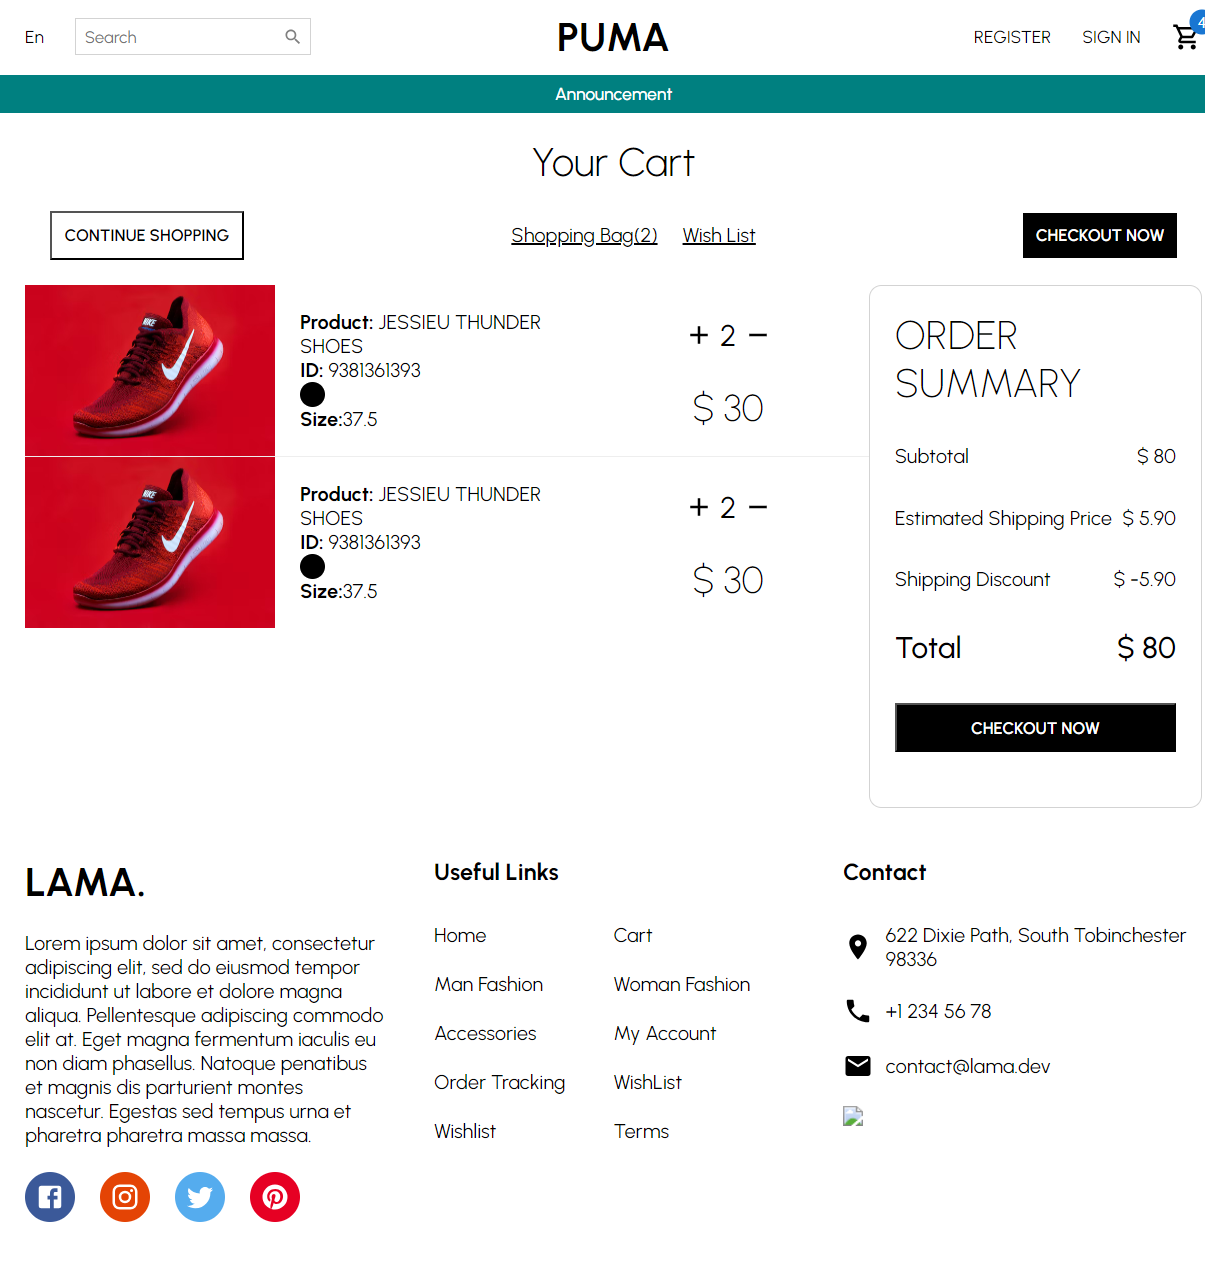 En
Search
PUMA
REGISTER
SIGN IN
4
Announcement
Your Cart
CONTINUE SHOPPING
Shopping Bag(2)
Wish List
CHECKOUT NOW
NIKE
Product: JESSIEU THUNDER
SHOES
ID: 9381361393
Size:37.5
+ 2 −
$ 30
NIKE
Product: JESSIEU THUNDER
SHOES
ID: 9381361393
Size:37.5
+ 2 −
$ 30
ORDER
SUMMARY
Subtotal $ 80
Estimated Shipping Price $ 5.90
Shipping Discount $ -5.90
Total $ 80
CHECKOUT NOW
LAMA.
Lorem ipsum dolor sit amet, consectetur
adipiscing elit, sed do eiusmod tempor
incididunt ut labore et dolore magna
aliqua. Pellentesque adipiscing commodo
elit at. Eget magna fermentum iaculis eu
non diam phasellus. Natoque penatibus
et magnis dis parturient montes
nascetur. Egestas sed tempus urna et
pharetra pharetra massa massa.
Useful Links
Home
Cart
Man Fashion
Woman Fashion
Accessories
My Account
Order Tracking
WishList
Wishlist
Terms
Contact
622 Dixie Path, South Tobinchester
98336
+1 234 56 78
contact@lama.dev